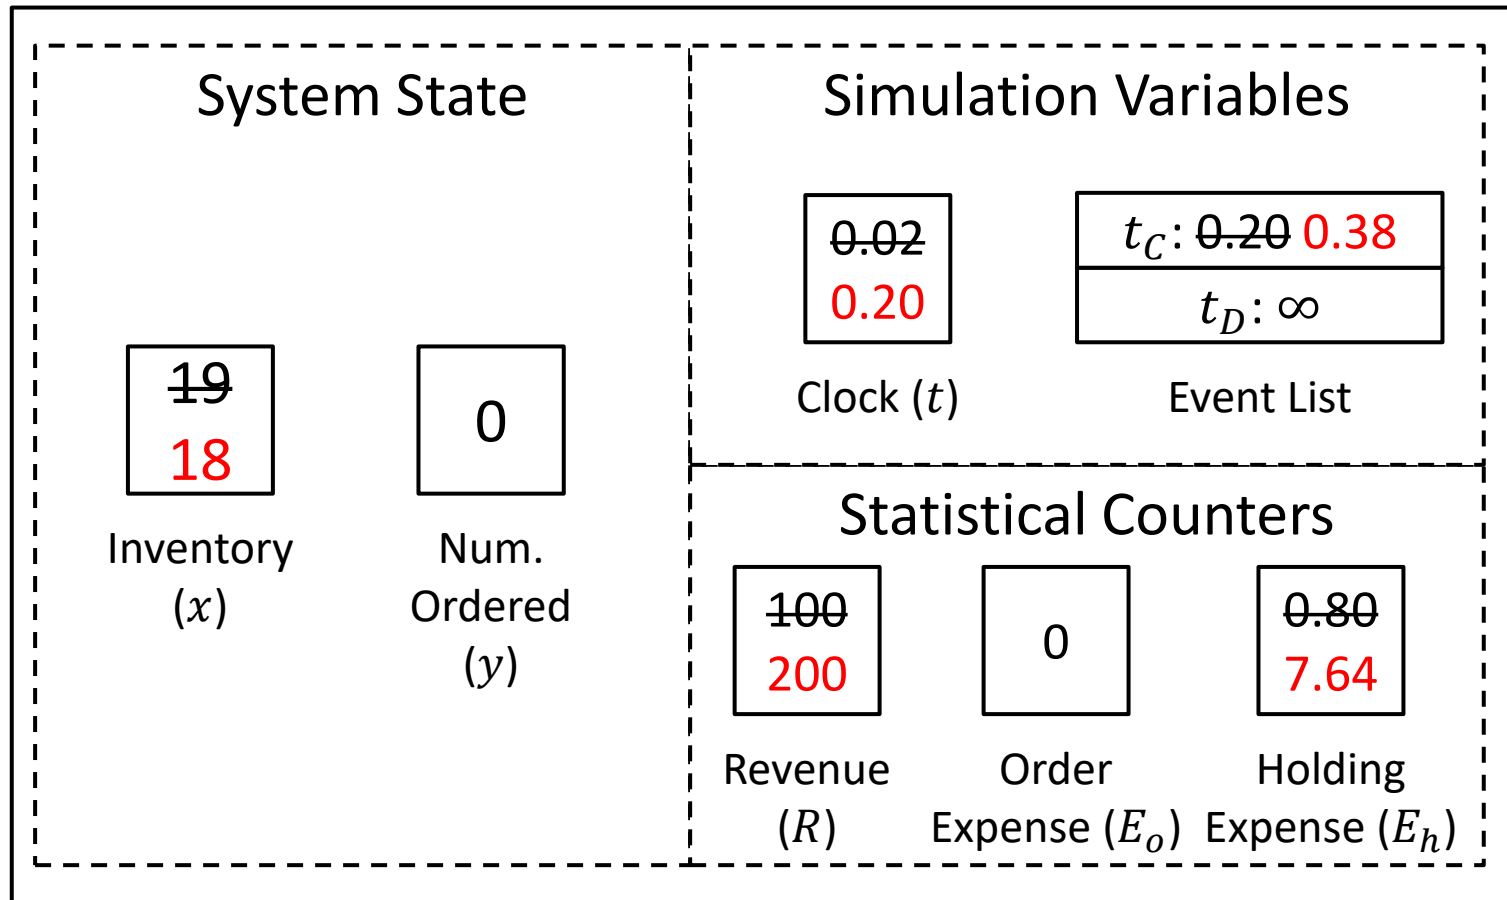 System State
19
18
0
Inventory
(x)
Num.
Ordered
(y)
Simulation Variables
0.02
0.20
t_C: 0.20 0.38
t_D: ∞
Clock (t)
Event List
Statistical Counters
100
200
0
0.80
7.64
Revenue
(R)
Order
Expense (E_o)
Holding
Expense (E_h)